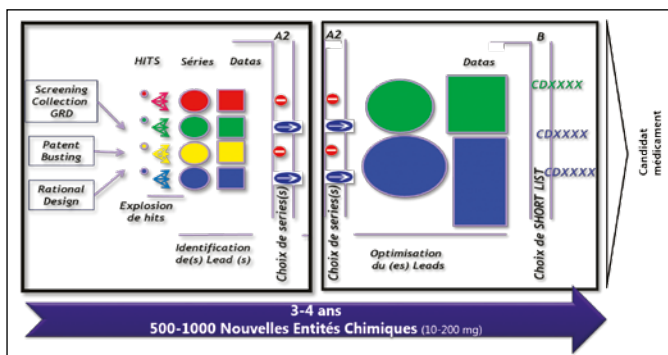 A2
HITS Séries Datas
Screening
Collection
GRD
Patent
Busting
Rational
Design
Explosion
de hits
Identification
de(s) Lead (s)
Choix de series(s)
A2
B
Datas
CDXXXX
CDXXXX
CDXXXX
Choix de series(s)
Optimisation
du (es) Leads
Choix de SHORT LIST
Candidat
médicament
3-4 ans
500-1000 Nouvelles Entités Chimiques (10-200 mg)